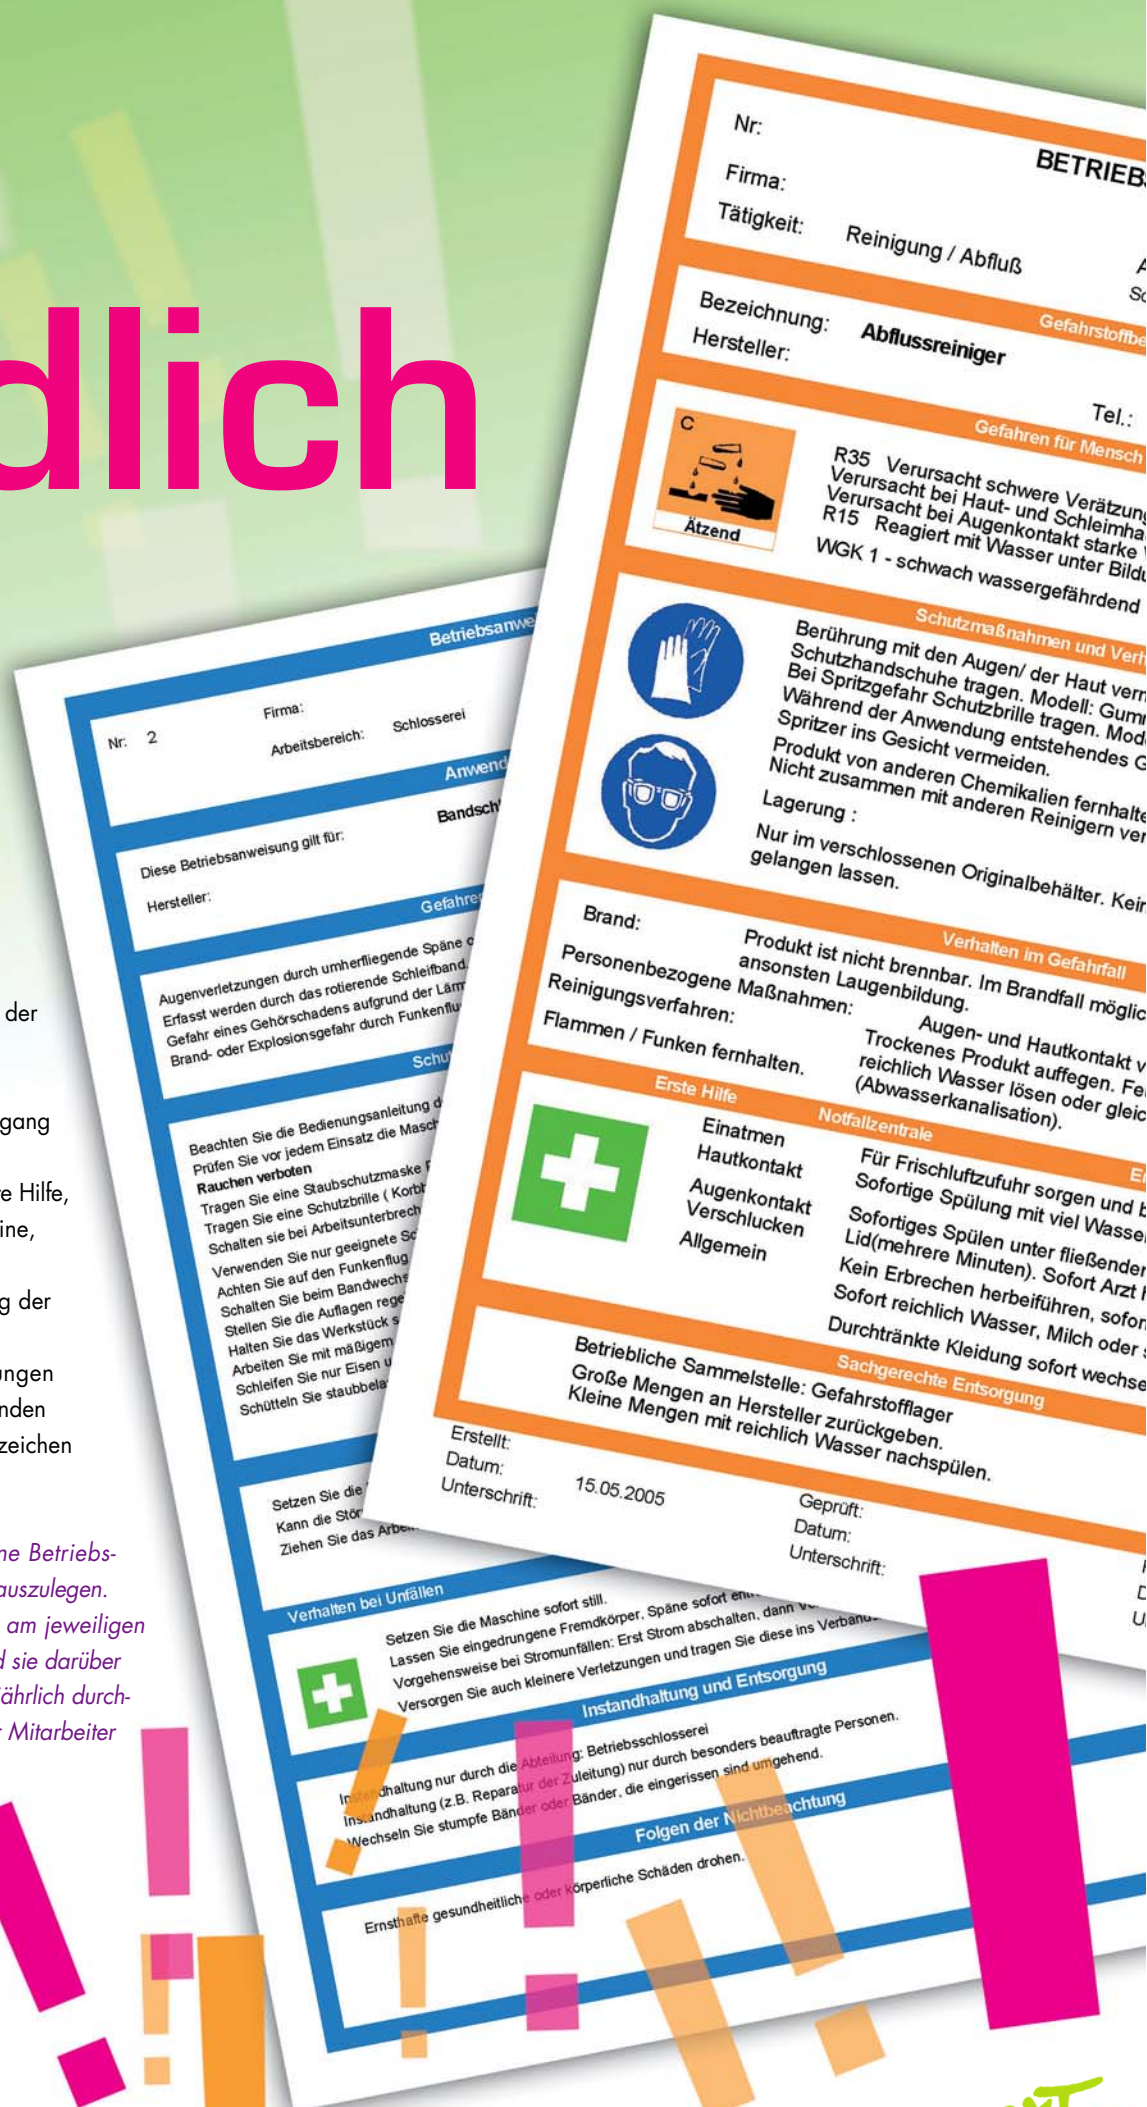 dlich
der
gang
re Hilfe,
ine,
g der
ungen
nden
zeichen
ne Betriebs-
auszulegen.
am jeweiligen
d sie darüber
jährlich durch-
r Mitarbeiter
Betriebsanwe
Nr: 2
Firma:
Arbeitsbereich: Schlosserei
Anwend
Diese Betriebsanweisung gilt für: Bandschl
Hersteller:
Gefahre
Augenverletzungen durch umherfliegende Späne o
Erfasst werden durch das rotierende Schleifband.
Gefahr eines Gehörschadens aufgrund der Lärm
Brand- oder Explosionsgefahr durch Funkenflu
Schu
Beachten Sie die Bedienungsanleitung d
Prüfen Sie vor jedem Einsatz die Masch
Rauchen verboten
Tragen Sie eine Staubschutzmaske
Tragen Sie eine Schutzbrille ( Korbb
Schalten sie bei Arbeitsunterbrech
Verwenden Sie nur geeignete Sc
Achten Sie auf den Funkenflug
Schalten Sie beim Bandwechs
Stellen Sie die Auflagen rege
Halten Sie das Werkstück s
Arbeiten Sie mit mäßigem
Schleifen Sie nur Eisen u
Schütteln Sie staubbela
Setzen Sie die
Kann die Stör
Ziehen Sie das Arbei
Verhalten bei Unfällen
Setzen Sie die Maschine sofort still.
Lassen Sie eingedrungene Fremdkörper, Späne sofort entf
Vorgehensweise bei Stromunfällen: Erst Strom abschalten, dann
Versorgen Sie auch kleinere Verletzungen und tragen Sie diese ins Verband
Instandhaltung und Entsorgung
Instandhaltung nur durch die Abteilung: Betriebsschlosserei
Instandhaltung (z.B. Reparatur der Zuleitung) nur durch besonders beauftragte Personen.
Wechseln Sie stumpfe Bänder oder Bänder, die eingerissen sind umgehend.
Folgen der Nichtbeachtung
Ernsthafte gesundheitliche oder körperliche Schäden drohen.
Nr:
BETRIEBS
Firma:
Tätigkeit: Reinigung / Abfluß
A
Sc
Gefahrstoffbe
Bezeichnung: Abflussreiniger
Hersteller:
Tel.:
Gefahren für Mensch
C
Ätzend
R35 Verursacht schwere Verätzung
Verursacht bei Haut- und Schleimha
Verursacht bei Augenkontakt starke
R15 Reagiert mit Wasser unter Bildu
WGK 1 - schwach wassergefährdend
Schutzmaßnahmen und Verh
Berührung mit den Augen/ der Haut verm
Schutzhandschuhe tragen. Modell: Gumm
Bei Spritzgefahr Schutzbrille tragen. Mode
Während der Anwendung entstehendes G
Spritzer ins Gesicht vermeiden.
Produkt von anderen Chemikalien fernhalte
Nicht zusammen mit anderen Reinigern ver
Lagerung :
Nur im verschlossenen Originalbehälter. Kein
gelangen lassen.
Verhalten im Gefahrfall
Brand: Produkt ist nicht brennbar. Im Brandfall möglic
ansonsten Laugenbildung.
Personenbezogene Maßnahmen: Augen- und Hautkontakt v
Reinigungsverfahren: Trockenes Produkt auffegen. Feu
reichlich Wasser lösen oder gleic
(Abwasserkanalisation).
Flammen / Funken fernhalten.
Erste Hilfe Notfallzentrale
Einatmen Für Frischluftzufuhr sorgen und b
Hautkontakt Sofortige Spülung mit viel Wasser
Augenkontakt Sofortiges Spülen unter fließender
Lid(mehrere Minuten). Sofort Arzt h
Verschlucken Kein Erbrechen herbeiführen, sofor
Sofort reichlich Wasser, Milch oder s
Allgemein Durchtränkte Kleidung sofort wechse
Sachgerechte Entsorgung
Betriebliche Sammelstelle: Gefahrstofflager
Große Mengen an Hersteller zurückgeben.
Kleine Mengen mit reichlich Wasser nachspülen.
Erstellt:
Datum: 15.05.2005
Unterschrift:
Geprüft:
Datum:
Unterschrift: